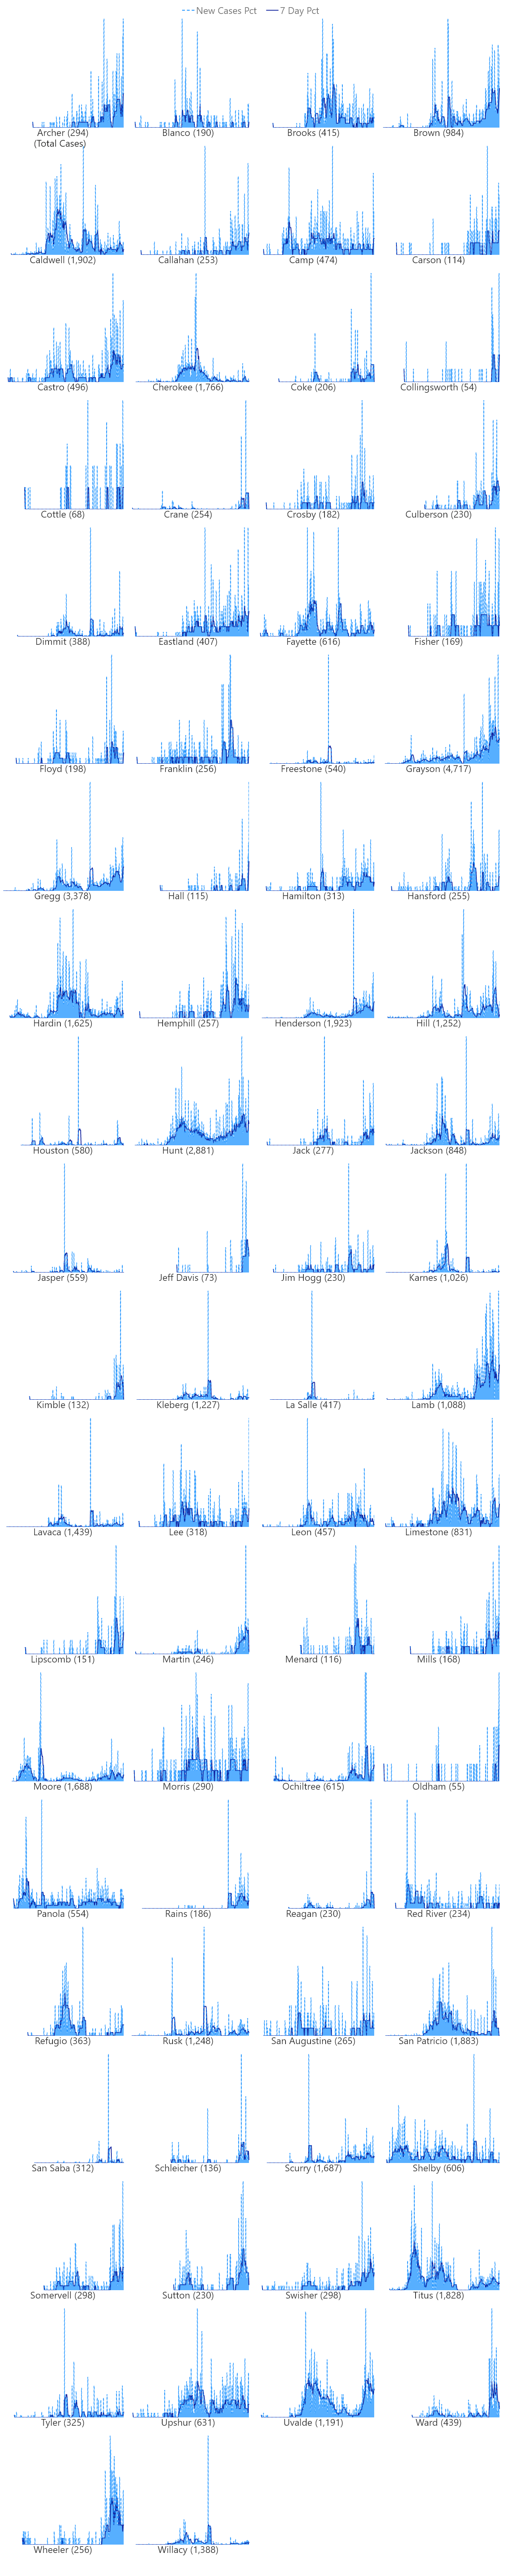 New Cases Pct 7 Day Pct
Archer (294) Blanco (190) Brooks (415) Brown (984)
(Total Cases)
Caldwell (1,902) Callahan (253) Camp (474) Carson (114)
Castro (496) Cherokee (1,766) Coke (206) Collingsworth (54)
Cottle (68) Crane (254) Crosby (182) Culberson (230)
Dimmit (388) Eastland (407) Fayette (616) Fisher (169)
Floyd (198) Franklin (256) Freestone (540) Grayson (4,717)
Gregg (3,378) Hall (115) Hamilton (313) Hansford (255)
Hardin (1,625) Hemphill (257) Henderson (1,923) Hill (1,252)
Houston (580) Hunt (2,881) Jack (277) Jackson (848)
Jasper (559) Jeff Davis (73) Jim Hogg (230) Karnes (1,026)
Kimble (132) Kleberg (1,227) La Salle (417) Lamb (1,088)
Lavaca (1,439) Lee (318) Leon (457) Limestone (831)
Lipscomb (151) Martin (246) Menard (116) Mills (168)
Moore (1,688) Morris (290) Ochiltree (615) Oldham (55)
Panola (554) Rains (186) Reagan (230) Red River (234)
Refugio (363) Rusk (1,248) San Augustine (265) San Patricio (1,883)
San Saba (312) Schleicher (136) Scurry (1,687) Shelby (606)
Somervell (298) Sutton (230) Swisher (298) Titus (1,828)
Tyler (325) Upshur (631) Uvalde (1,191) Ward (439)
Wheeler (256) Willacy (1,388)